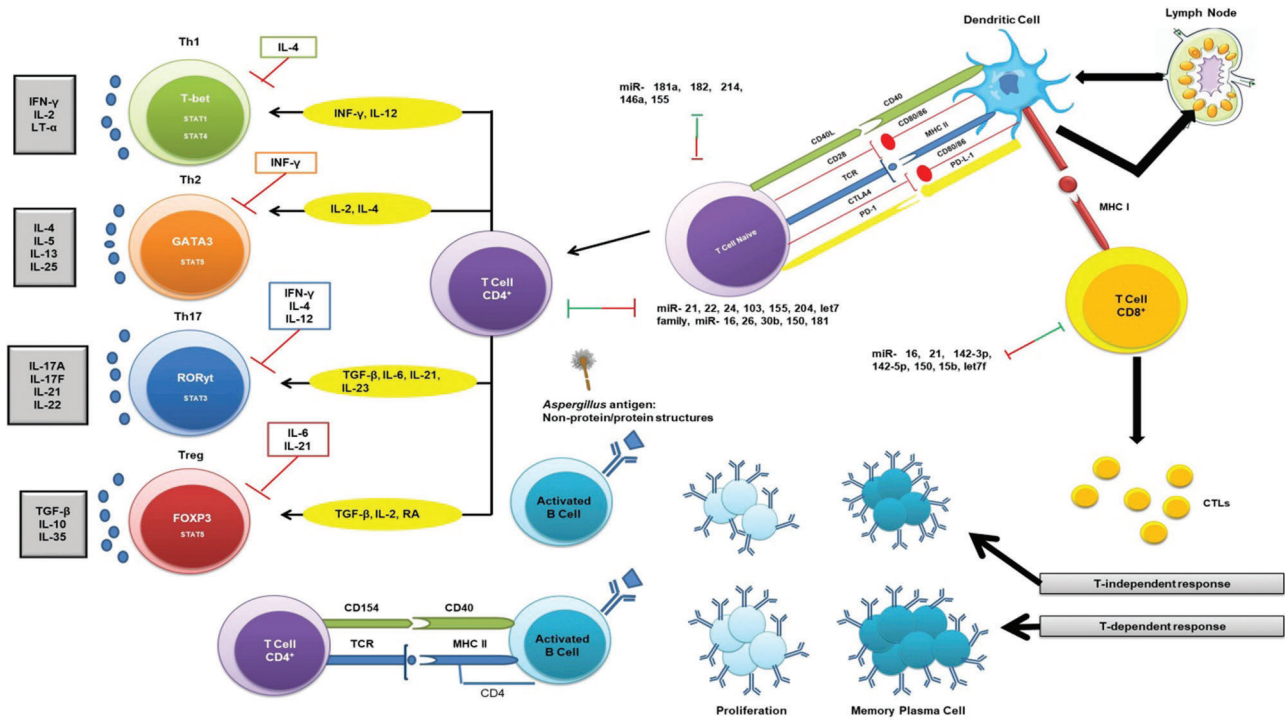 Th1
IL-4
IFN-γ
IL-2
LT-α
T-bet
STAT1
STAT4
INF-γ, IL-12
Th2
INF-γ
IL-4
IL-5
IL-13
IL-25
GATA3
STAT5
IL-2, IL-4
Th17
IFN-γ
IL-4
IL-12
IL-17A
IL-17F
IL-21
IL-22
RORyt
STAT3
TGF-β, IL-6, IL-21,
IL-23
Treg
IL-6
IL-21
TGF-β
IL-10
IL-35
FOXP3
STAT5
TGF-β, IL-2, RA
T Cell
CD4⁺
miR- 181a, 182, 214,
146a, 155
miR- 21, 22, 24, 103, 155, 204, let7
family, miR- 16, 26, 30b, 150, 181
T Cell Naive
CD40L
CD40
CD28
CD80/86
TCR
MHC II
CTLA4
CD80/86
PD-1
PD-L-1
Dendritic Cell
Lymph Node
MHC I
T Cell
CD8⁺
miR- 16, 21, 142-3p,
142-5p, 150, 15b, let7f
CTLs
Aspergillus antigen:
Non-protein/protein structures
Activated
B Cell
T-independent response
T-dependent response
T Cell
CD4⁺
CD154
CD40
TCR
MHC II
CD4
Activated
B Cell
Proliferation
Memory Plasma Cell